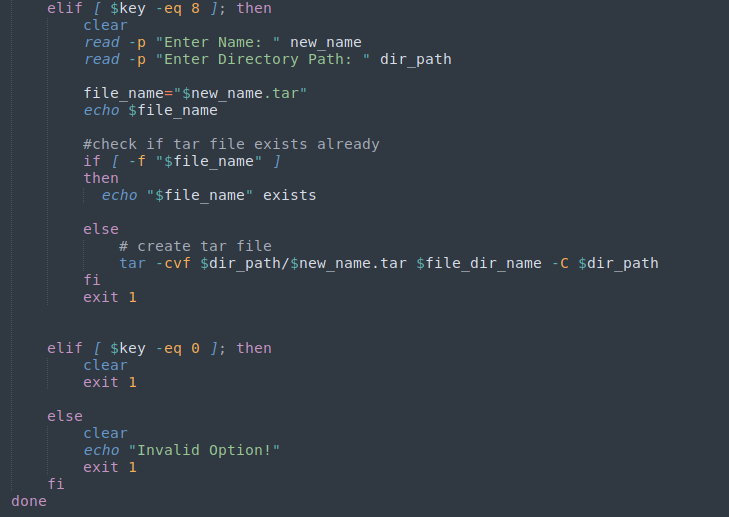 elif [ $key -eq 8 ]; then
clear
read -p "Enter Name: " new_name
read -p "Enter Directory Path: " dir_path
file_name="$new_name.tar"
echo $file_name
#check if tar file exists already
if [ -f "$file_name" ]
then
echo "$file_name" exists
else
# create tar file
tar -cvf $dir_path/$new_name.tar $file_dir_name -C $dir_path
fi
exit 1
elif [ $key -eq 0 ]; then
clear
exit 1
else
clear
echo "Invalid Option!"
exit 1
fi
done